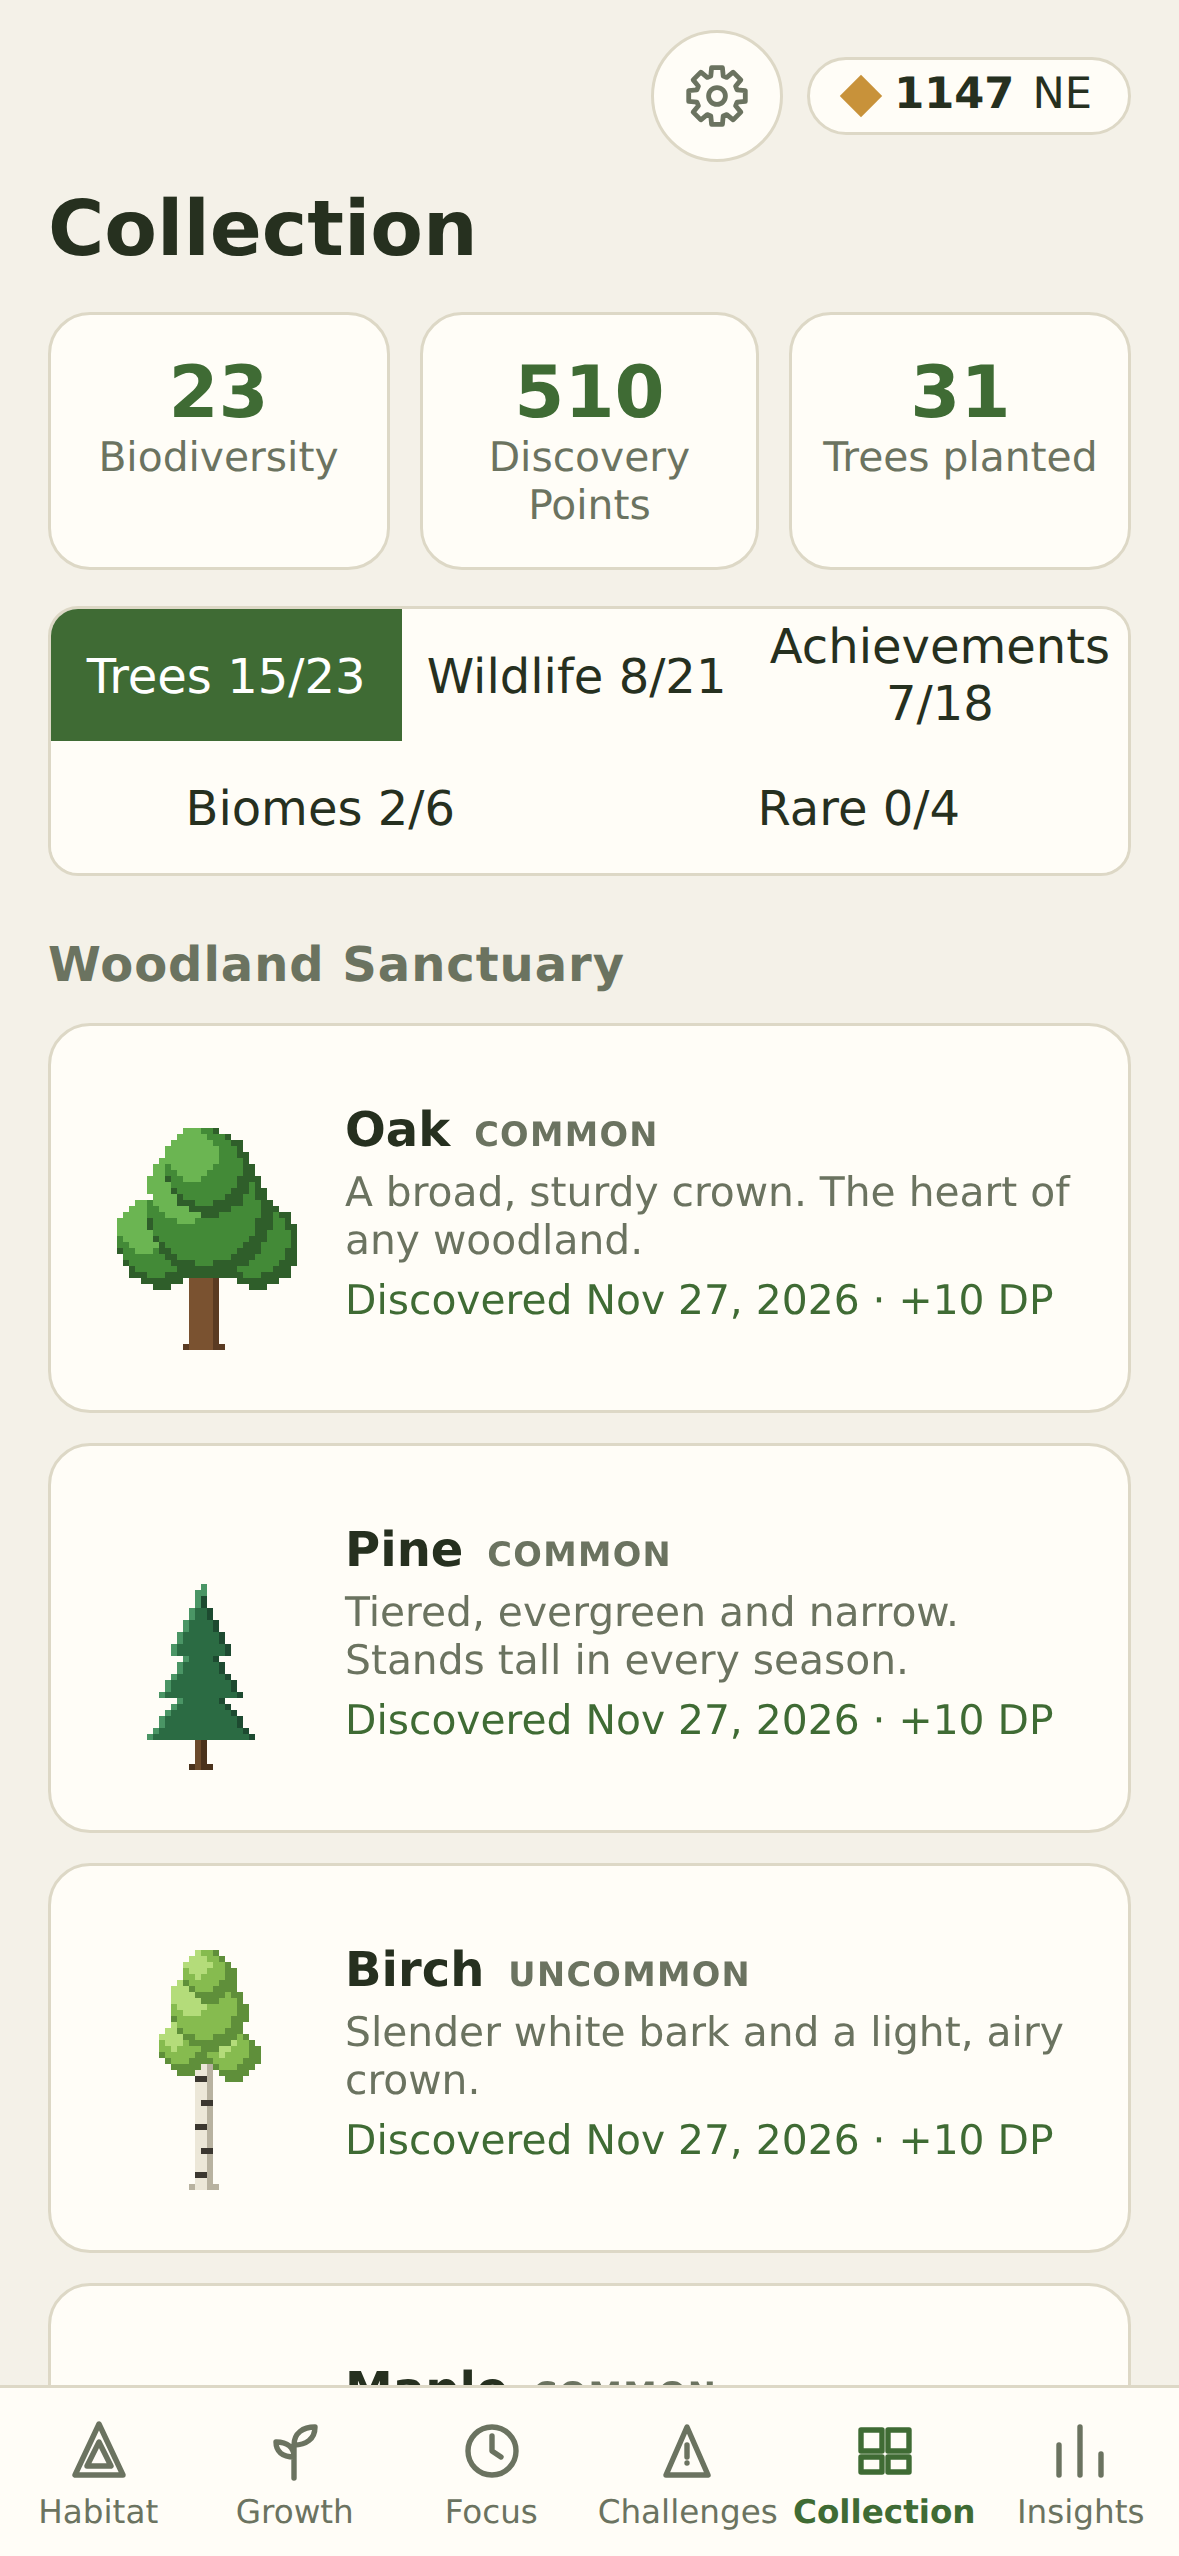 1147 NE
Collection
23
Biodiversity
510
Discovery
Points
31
Trees planted
Trees 15/23
Wildlife 8/21
Achievements
7/18
Biomes 2/6
Rare 0/4
Woodland Sanctuary
Oak COMMON
A broad, sturdy crown. The heart of
any woodland.
Discovered Nov 27, 2026 · +10 DP
Pine COMMON
Tiered, evergreen and narrow.
Stands tall in every season.
Discovered Nov 27, 2026 · +10 DP
Birch UNCOMMON
Slender white bark and a light, airy
crown.
Discovered Nov 27, 2026 · +10 DP
Maple COMMON
Habitat
Growth
Focus
Challenges
Collection
Insights